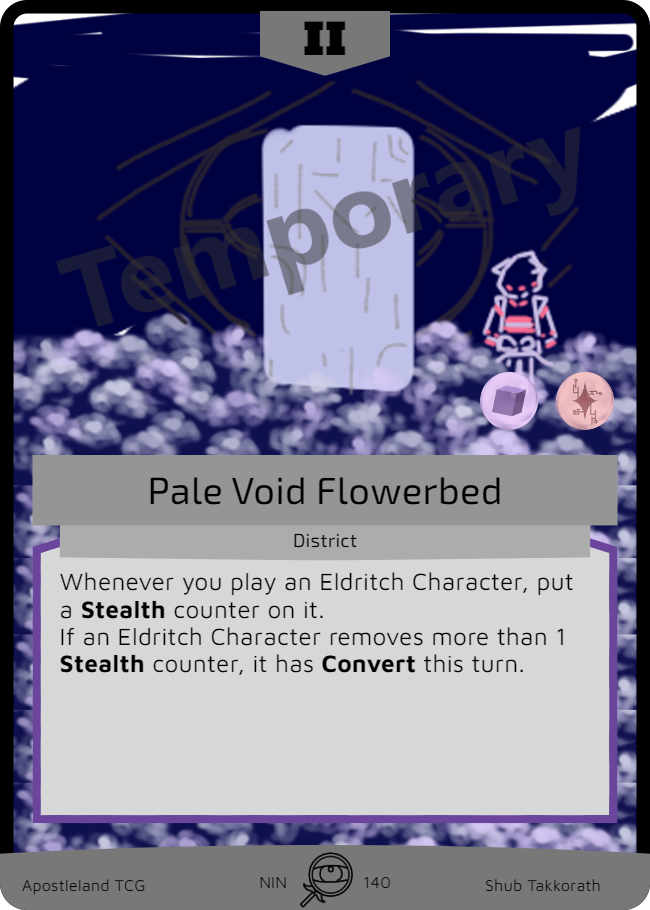 II
Temporary
Pale Void Flowerbed
District
Whenever you play an Eldritch Character, put
a Stealth counter on it.
If an Eldritch Character removes more than 1
Stealth counter, it has Convert this turn.
Apostleland TCG
NIN
140
Shub Takkorath